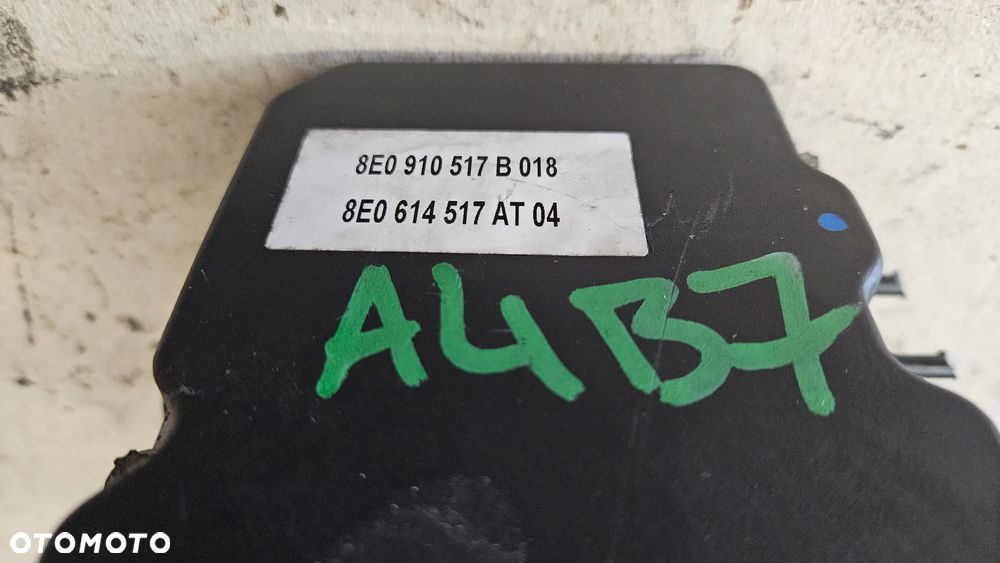 8E0 910 517 B 018
8E0 614 517 AT 04
A4B7
OTOMOTO